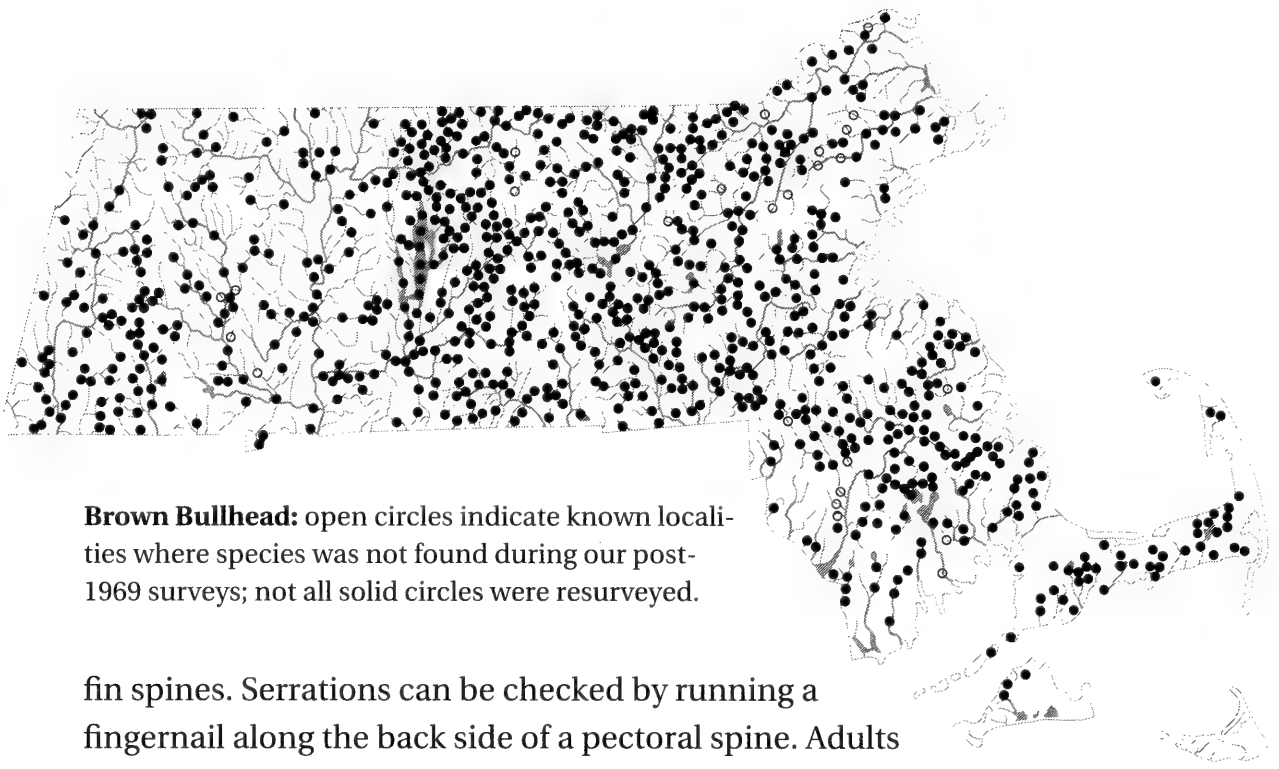 Brown Bullhead: open circles indicate known locali-
ties where species was not found during our post-
1969 surveys; not all solid circles were resurveyed.
fin spines. Serrations can be checked by running a
fingernail along the back side of a pectoral spine. Adults